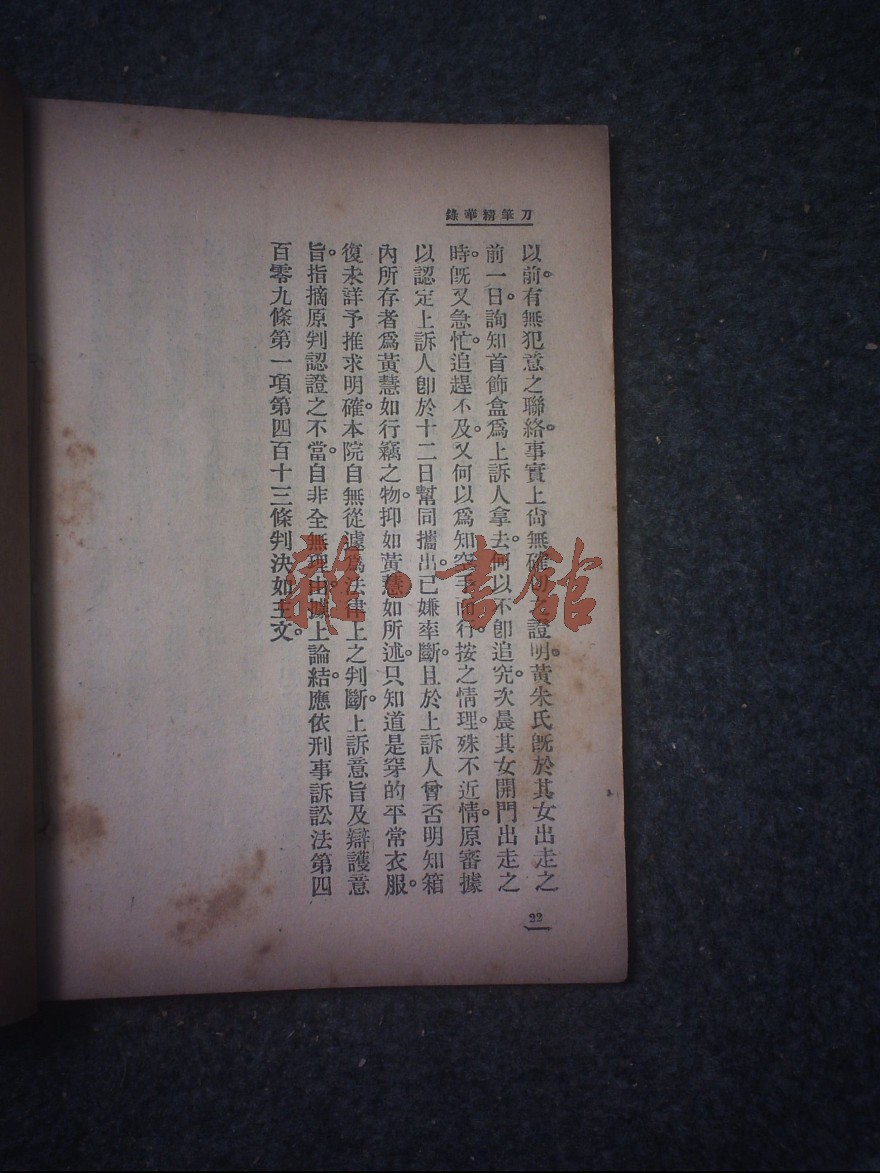 刀筆精華錄
以前。有無犯意之聯絡。事實上尙無確切之證明。黃朱氏旣於其女出走之
前一日。詢知首飾盒爲上訴人拿去。何以不卽追究。次晨其女開門出走之
時。旣又急忙。追趕不及。又何以爲知空手而行。按之情理。殊不近情。原審據
以認定上訴人卽於十二日幫同攜出。已嫌率斷。且於上訴人曾否明知箱
內所存者爲黃慧如行竊之物。抑如黃慧如所述。只知道是穿的平常衣服。
復未詳予推求明確。本院自無從遽爲法律上之判斷。上訴意旨及辯護意
旨。指摘原判認證之不當。自非全無理由。據上論結。應依刑事訴訟法第四
百零九條第一項第四百十三條判決如主文。
22
雜·書館